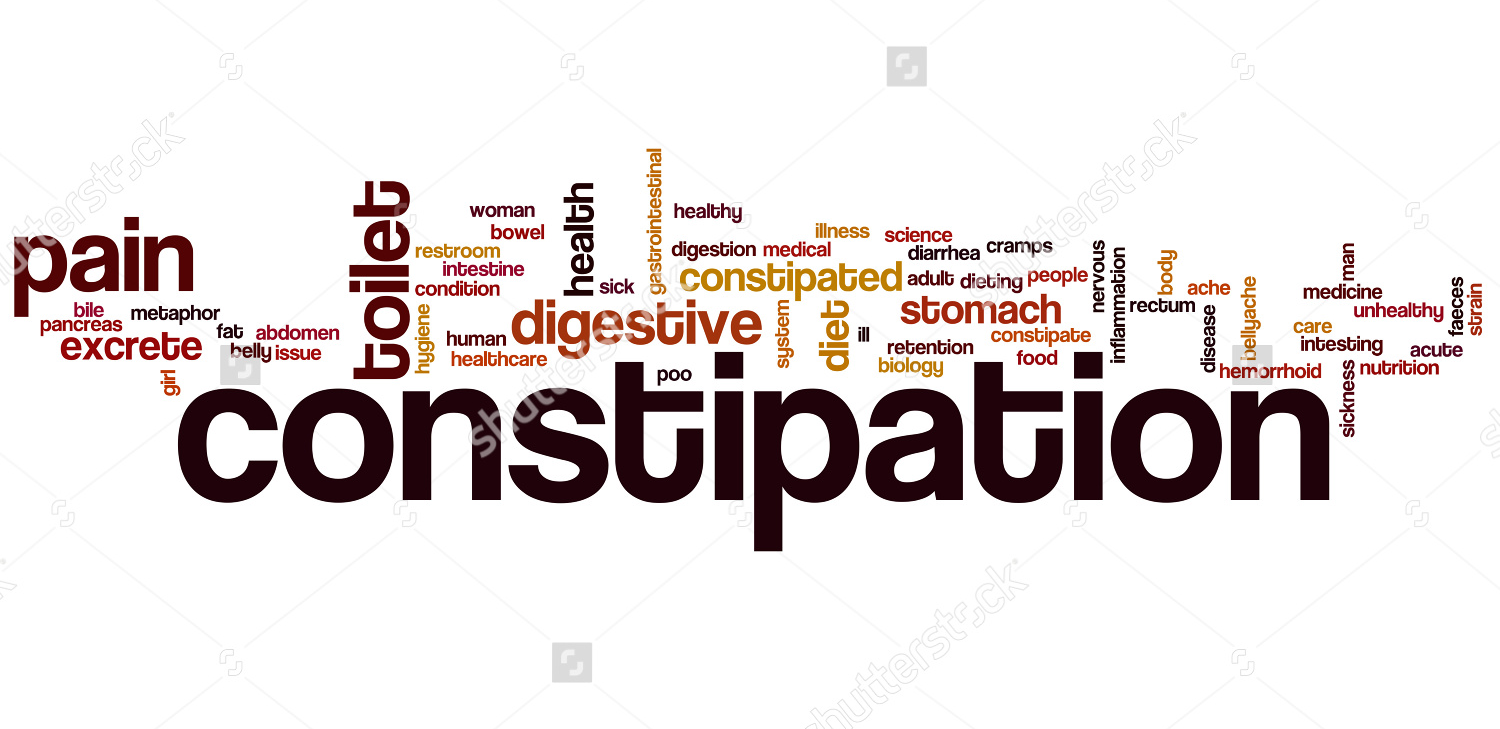 pain
bile
metaphor
pancreas
excrete
girl
fat
abdomen
belly
issue
toilet
woman
bowel
restroom
intestine
condition
hygiene
human
healthcare
health
sick
digestive
poo
gastrointestinal
healthy
digestion
medical
illness
science
constipated
diarrhea
cramps
adult
dieting
people
stomach
system
diet
ill
retention
biology
constipate
food
nervous
inflammation
rectum
body
ache
disease
bellyache
hemorrhoid
man
medicine
unhealthy
care
intesting
acute
nutrition
sickness
faeces
strain
constipation
shutterstock
shutterstock
shutterstock
shutterstock